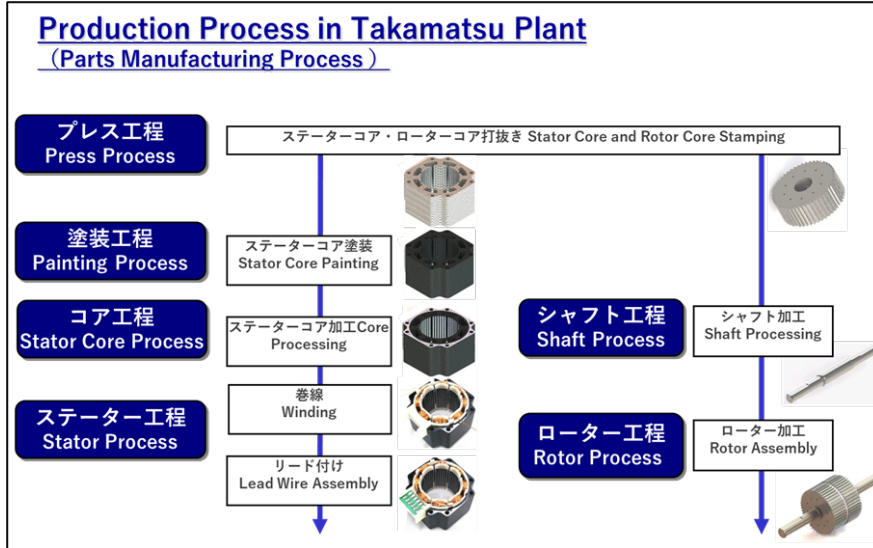 Production Process in Takamatsu Plant
（Parts Manufacturing Process）
プレス工程
Press Process
ステーターコア・ローターコア打抜き Stator Core and Rotor Core Stamping
塗装工程
Painting Process
ステーターコア塗装
Stator Core Painting
コア工程
Stator Core Process
ステーターコア加工Core
Processing
シャフト工程
Shaft Process
シャフト加工
Shaft Processing
ステーター工程
Stator Process
巻線
Winding
リード付け
Lead Wire Assembly
ローター工程
Rotor Process
ローター加工
Rotor Assembly